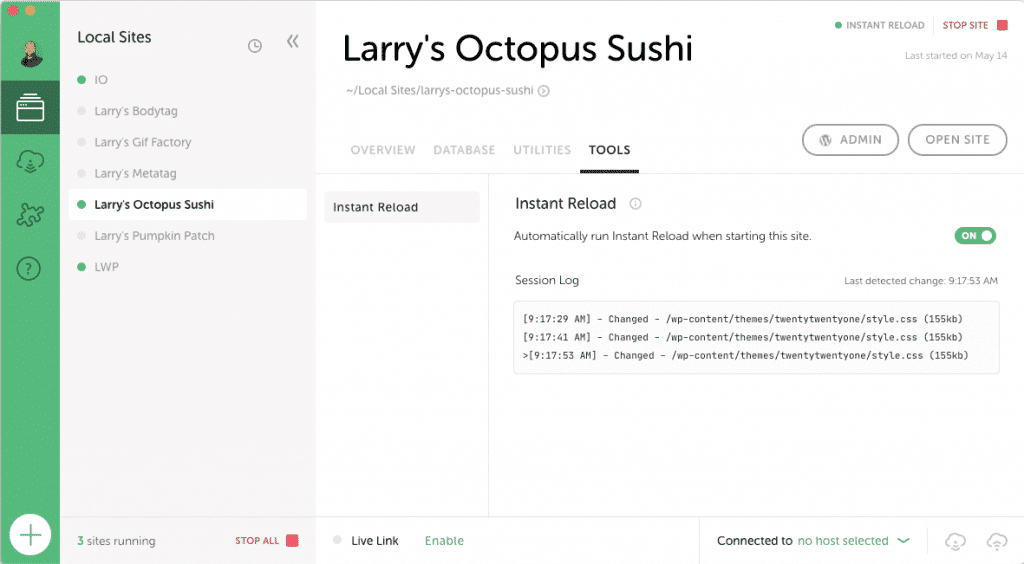 Local Sites
IO
Larry's Bodytag
Larry's Gif Factory
Larry's Metatag
Larry's Octopus Sushi
Larry's Pumpkin Patch
LWP
3 sites running
STOP ALL
INSTANT RELOAD
STOP SITE
Last started on May 14
Larry's Octopus Sushi
~/Local Sites/larrys-octopus-sushi
OVERVIEW
DATABASE
UTILITIES
TOOLS
ADMIN
OPEN SITE
Instant Reload
Instant Reload
Automatically run Instant Reload when starting this site.
ON
Session Log
Last detected change: 9:17:53 AM
[9:17:29 AM] – Changed – /wp-content/themes/twentytwentyone/style.css (155kb)
[9:17:41 AM] – Changed – /wp-content/themes/twentytwentyone/style.css (155kb)
>[9:17:53 AM] – Changed – /wp-content/themes/twentytwentyone/style.css (155kb)
Live Link
Enable
Connected to no host selected